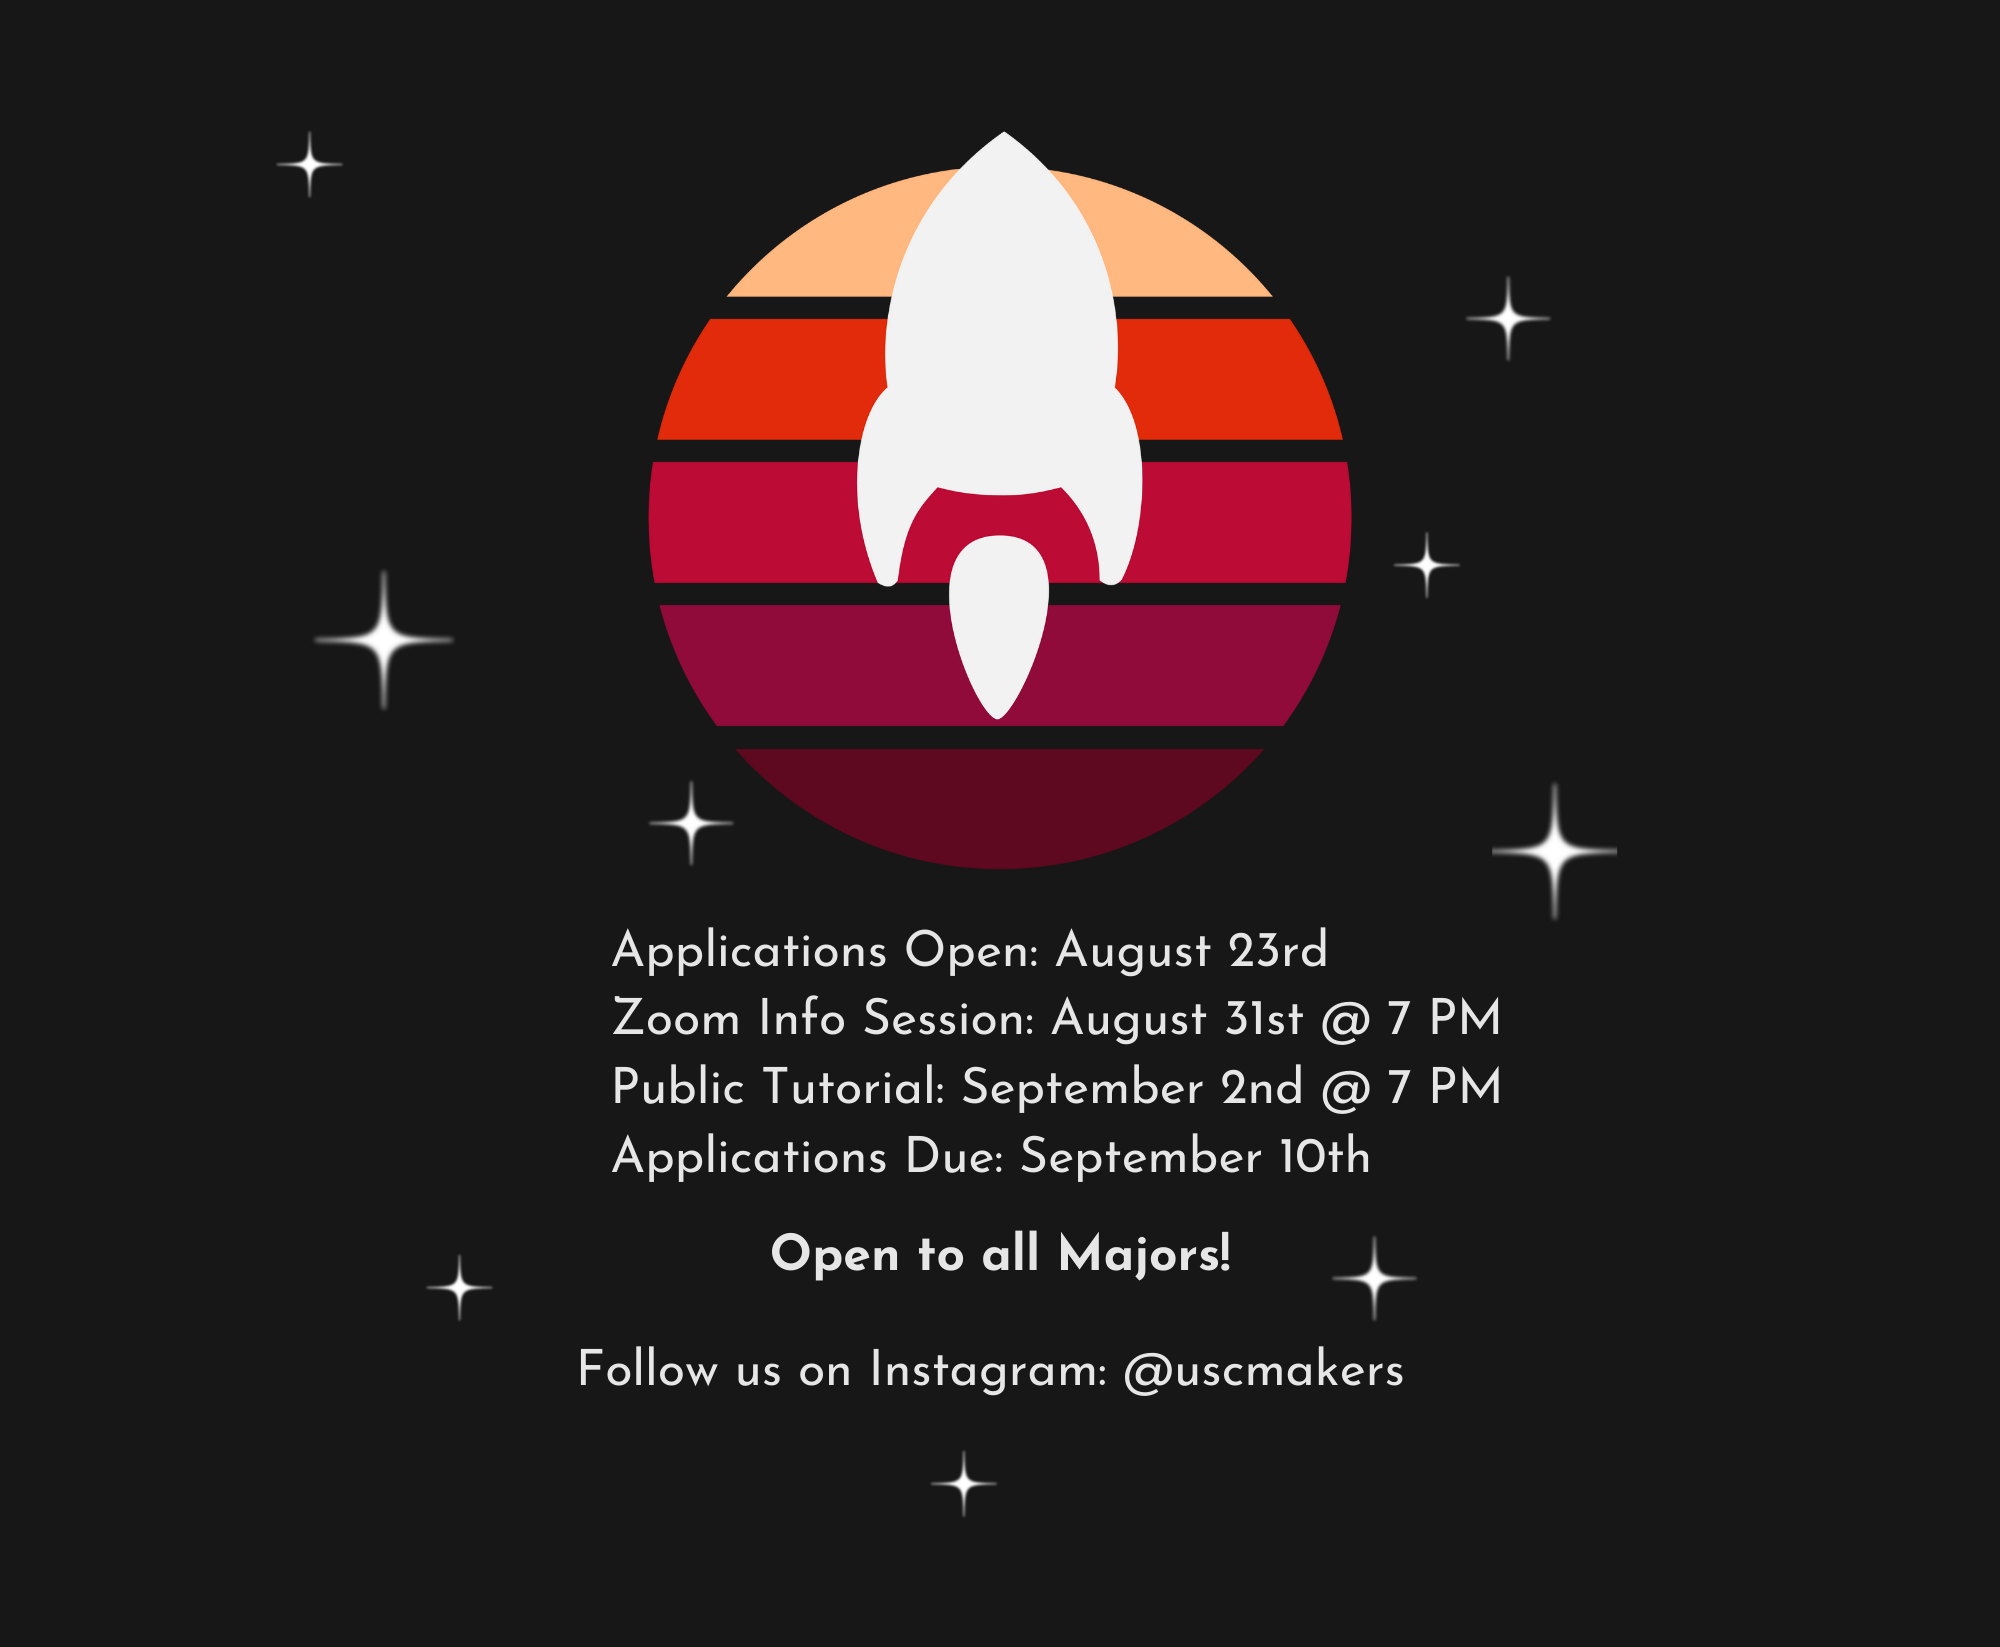 Applications Open: August 23rd
Zoom Info Session: August 31st @ 7 PM
Public Tutorial: September 2nd @ 7 PM
Applications Due: September 10th
Open to all Majors!
Follow us on Instagram: @uscmakers